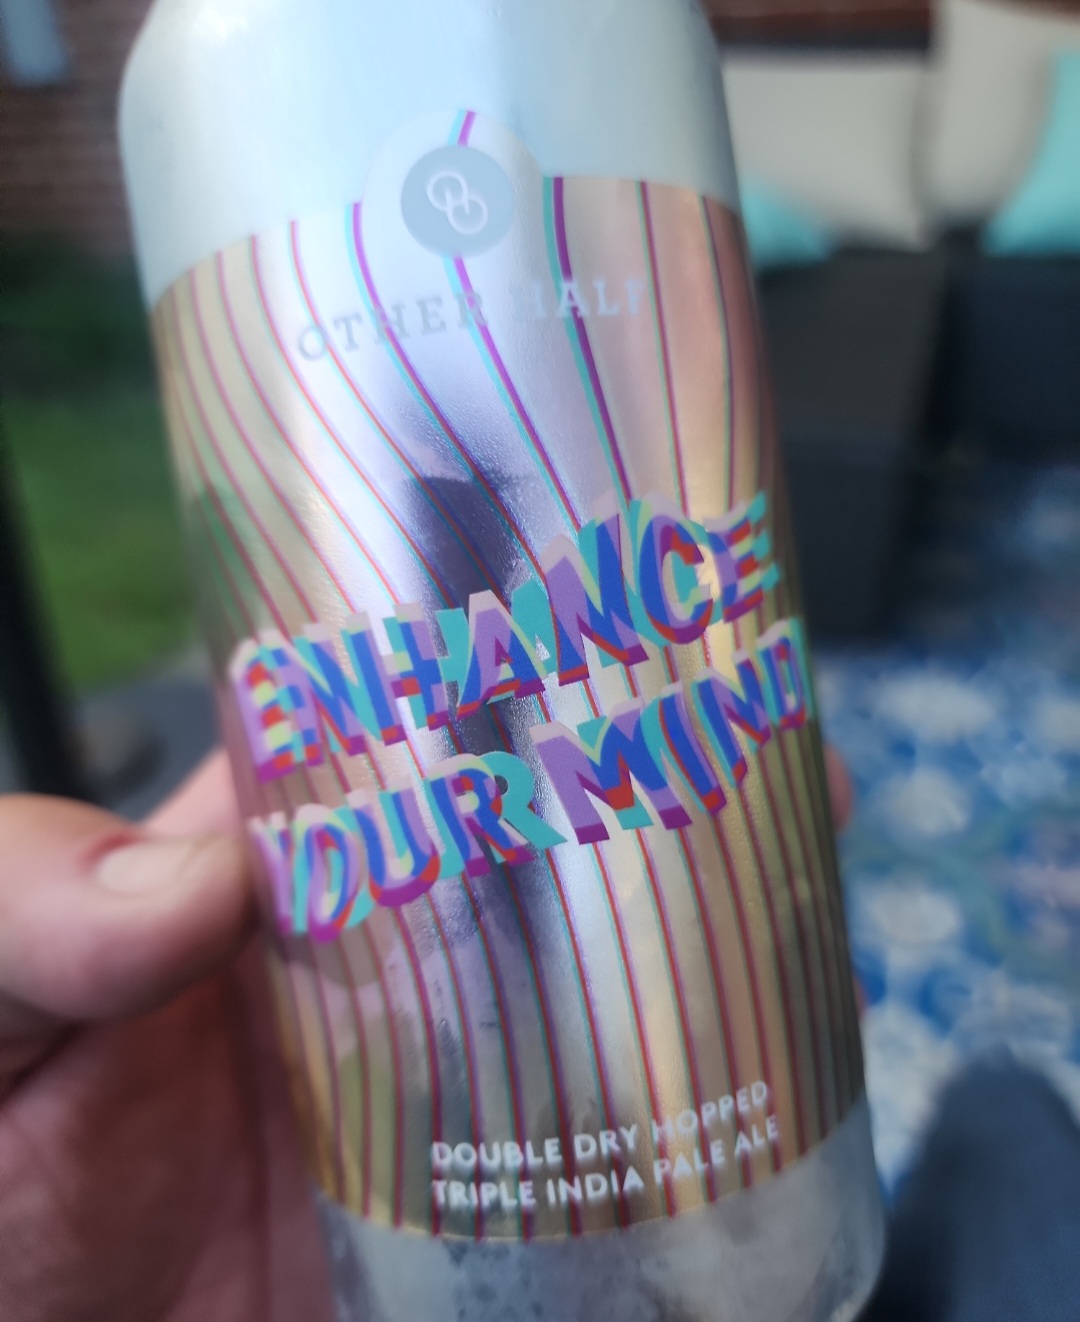 OTHER HALF
ENHANCE
YOUR MIND
DOUBLE DRY HOPPED
TRIPLE INDIA PALE ALE